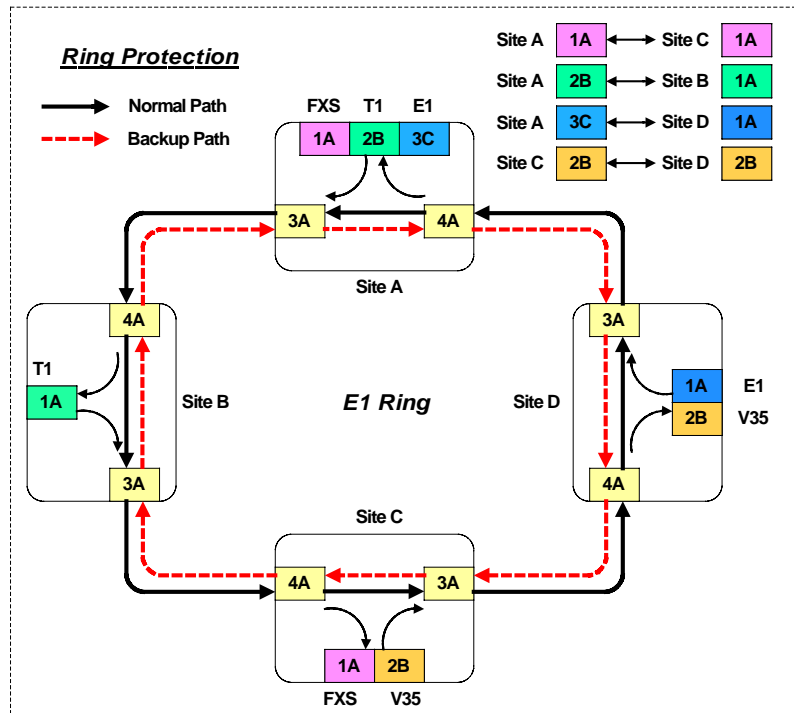 Ring Protection
Normal Path
Backup Path
Site A 1A Site C 1A
Site A 2B Site B 1A
Site A 3C Site D 1A
Site C 2B Site D 2B
FXS T1 E1
1A 2B 3C
3A 4A
Site A
4A
T1
1A
Site B
3A
E1 Ring
3A
Site D
1A E1
2B V35
4A
Site C
4A 3A
1A 2B
FXS V35